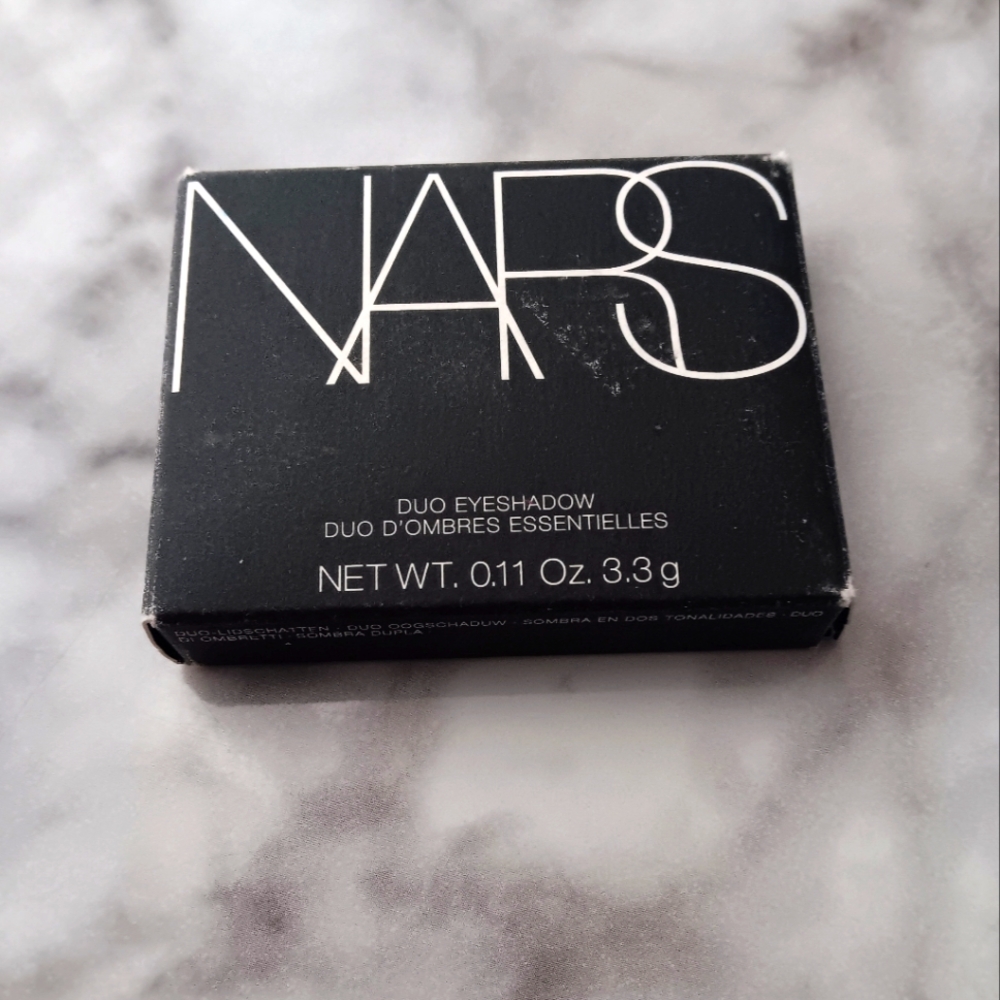 NARS
DUO EYESHADOW
DUO D'OMBRES ESSENTIELLES
NET WT. 0.11 Oz. 3.3 g
DUO-LIDSCHATTEN · DUO OOGSCHADUW · SOMBRA EN DOS TONALIDADES · DUO
DI OMBRETTI · SOMBRA DUPLA